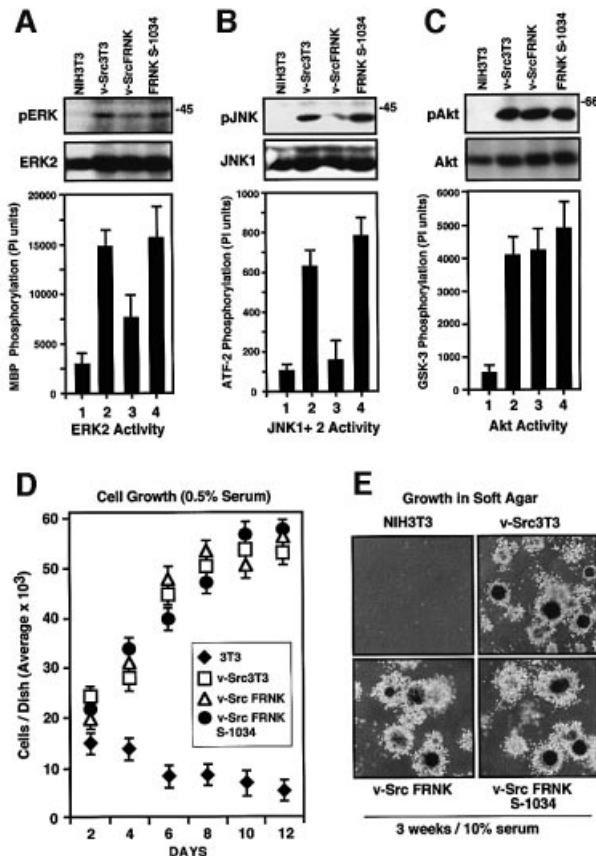 A
NIH3T3
v-Src3T3
v-SrcFRNK
FRNK S-1034
pERK
-45
ERK2
MBP Phosphorylation (PI units)
20000
15000
10000
5000
0
1 2 3 4
ERK2 Activity
B
NIH3T3
v-Src3T3
v-SrcFRNK
FRNK S-1034
pJNK
-45
JNK1
ATF-2 Phosphorylation (PI units)
1000
800
600
400
200
0
1 2 3 4
JNK1+ 2 Activity
C
NIH3T3
v-Src3T3
v-SrcFRNK
FRNK S-1034
pAkt
-66
Akt
GSK-3 Phosphorylation (PI units)
6000
5000
4000
3000
2000
1000
0
1 2 3 4
Akt Activity
D
Cell Growth (0.5% Serum)
Cells / Dish (Average x 10³)
60
50
40
30
20
10
0
3T3
v-Src3T3
v-Src FRNK
v-Src FRNK
S-1034
2 4 6 8 10 12
DAYS
E
Growth in Soft Agar
NIH3T3 v-Src3T3
v-Src FRNK v-Src FRNK
S-1034
3 weeks / 10% serum